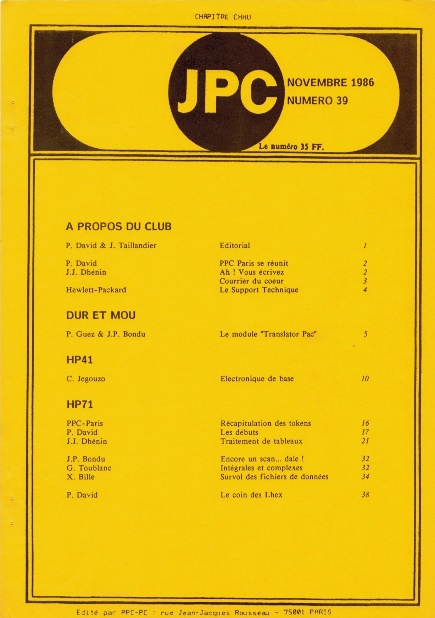 CHAPITRE CHHU
JPC
NOVEMBRE 1986
NUMERO 39
Le numéro 35 FF.
A PROPOS DU CLUB
P. David & J. Taillandier Editorial 1
P. David PPC Paris se réunit 2
J.J. Dhénin Ah ! Vous écrivez 2
Courrier du coeur 3
Hewlett-Packard Le Support Technique 4
DUR ET MOU
P. Guez & J.P. Bondu Le module "Translator Pac" 5
HP41
C. Jegouzo Electronique de base 10
HP71
PPC-Paris Récapitulation des tokens 16
P. David Les débuts 17
J.J. Dhénin Traitement de tableaux 21
J.P. Bondu Encore un scan... dale ! 32
G. Toublanc Intégrales et complexes 32
X. Bille Survol des fichiers de données 34
P. David Le coin des Lhex 38
Edité par PPC-PC : rue Jean-Jacques Rousseau - 75001 PARIS